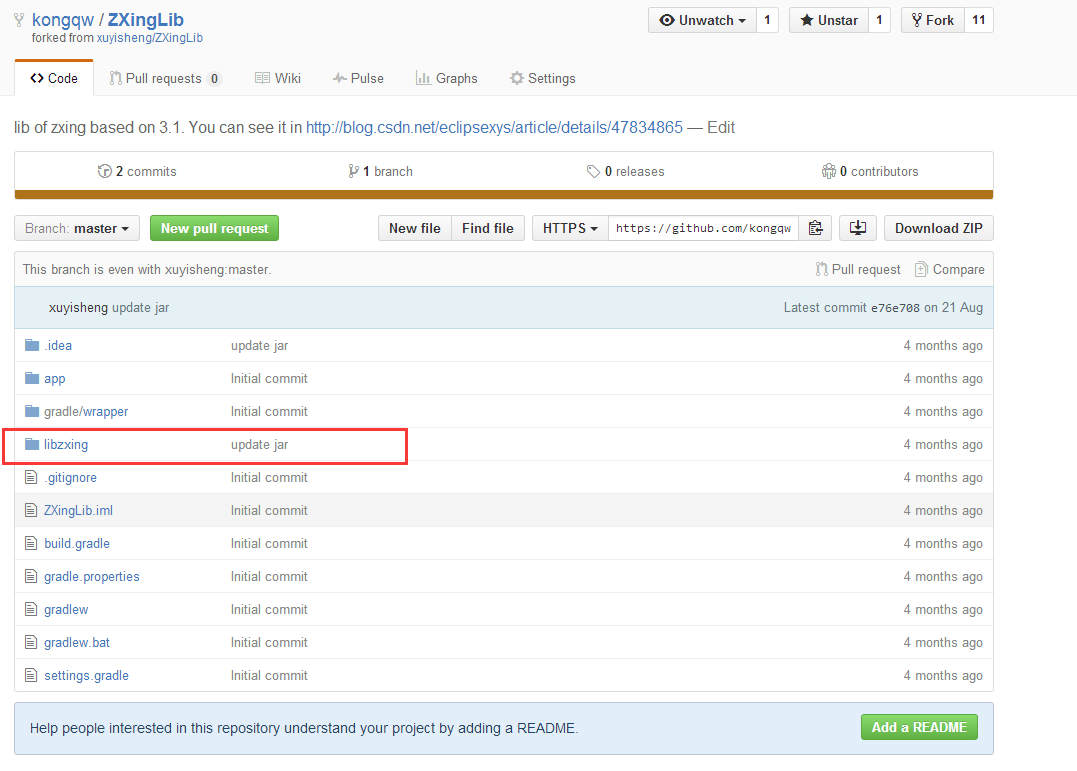 kongqw / ZXingLib
Unwatch 1 Unstar 1 Fork 11
forked from xuyisheng/ZXingLib
Code Pull requests 0 Wiki Pulse Graphs Settings
lib of zxing based on 3.1. You can see it in http://blog.csdn.net/eclipsexys/article/details/47834865 — Edit
2 commits 1 branch 0 releases 0 contributors
Branch: master New pull request New file Find file HTTPS https://github.com/kongqw Download ZIP
This branch is even with xuyisheng:master. Pull request Compare
xuyisheng update jar Latest commit e76e708 on 21 Aug
.idea update jar 4 months ago
app Initial commit 4 months ago
gradle/wrapper Initial commit 4 months ago
libzxing update jar 4 months ago
.gitignore Initial commit 4 months ago
ZXingLib.iml Initial commit 4 months ago
build.gradle Initial commit 4 months ago
gradle.properties Initial commit 4 months ago
gradlew Initial commit 4 months ago
gradlew.bat Initial commit 4 months ago
settings.gradle Initial commit 4 months ago
Help people interested in this repository understand your project by adding a README. Add a README